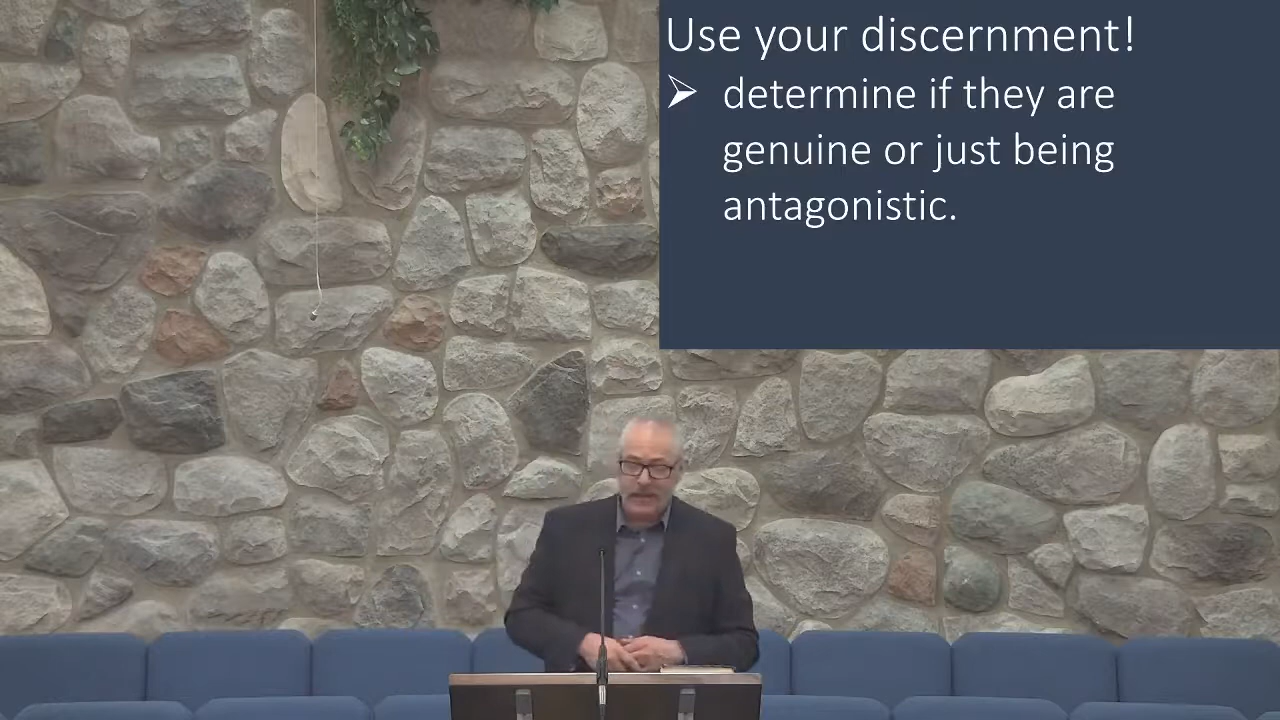 Use your discernment!
➢ determine if they are
genuine or just being
antagonistic.